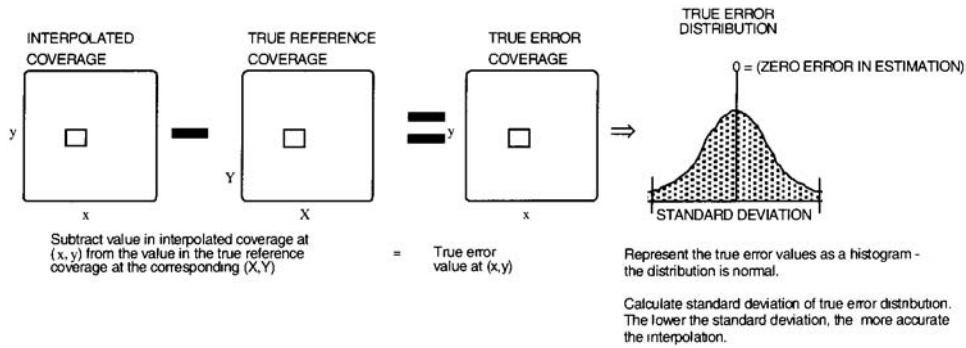 INTERPOLATED
COVERAGE
TRUE REFERENCE
COVERAGE
TRUE ERROR
COVERAGE
TRUE ERROR
DISTRIBUTION
0 = (ZERO ERROR IN ESTIMATION)
y
x
Y
X
y
x
⇒
STANDARD DEVIATION
Subtract value in interpolated coverage at
(x, y) from the value in the true reference
coverage at the corresponding (X,Y)
=
True error
value at (x,y)
Represent the true error values as a histogram -
the distribution is normal.
Calculate standard deviation of true error distribution.
The lower the standard deviation, the more accurate
the interpolation.